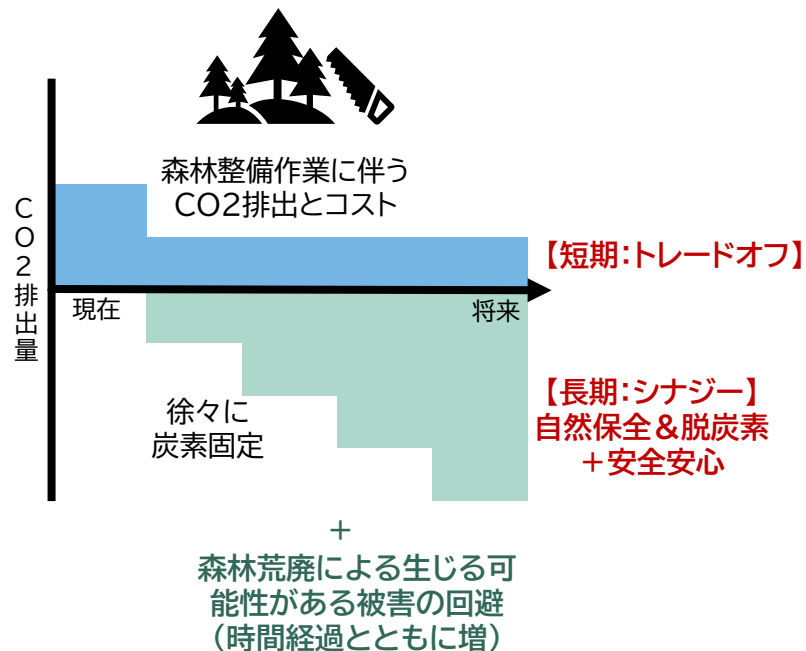 森林整備作業に伴う
CO2排出とコスト
CO2排出量
【短期：トレードオフ】
現在
将来
徐々に
炭素固定
【長期：シナジー】
自然保全＆脱炭素
＋安全安心
＋
森林荒廃による生じる可
能性がある被害の回避
（時間経過とともに増）